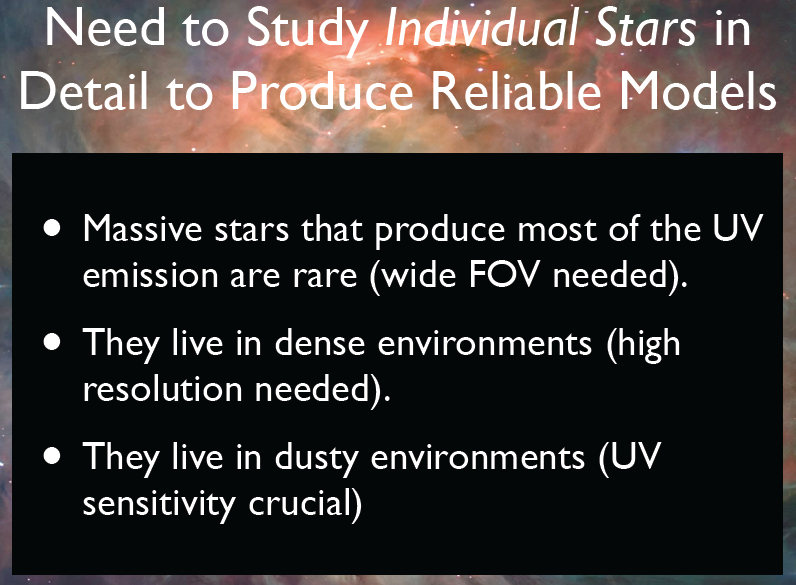 Need to Study Individual Stars in
Detail to Produce Reliable Models
• Massive stars that produce most of the UV
emission are rare (wide FOV needed).
• They live in dense environments (high
resolution needed).
• They live in dusty environments (UV
sensitivity crucial)